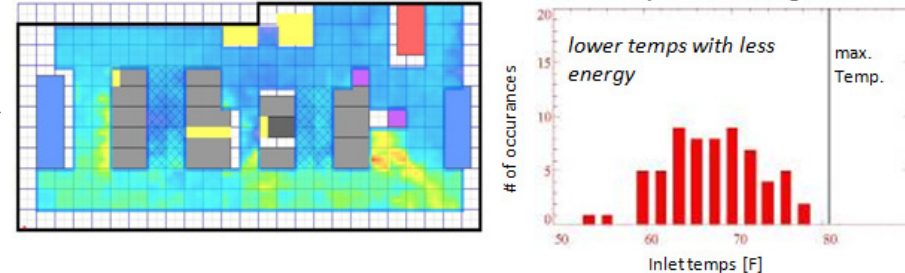 lower temps with less
energy
max.
Temp.
# of occurances
20
15
10
5
0
50
60
70
80
Inlet temps [F]